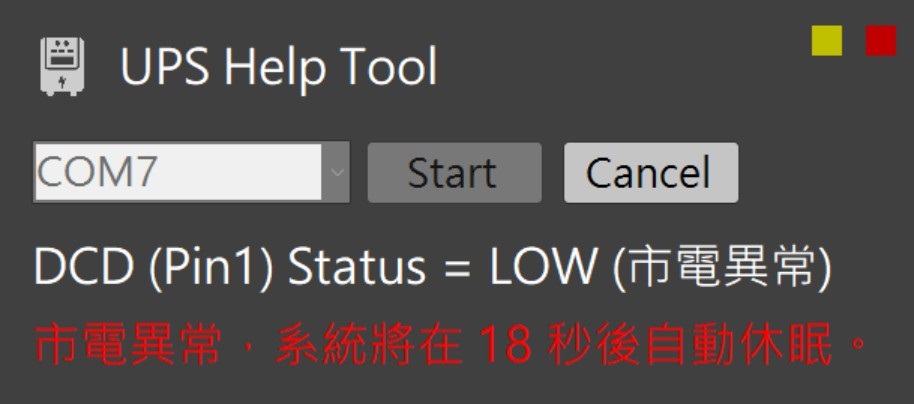 UPS Help Tool
COM7 Start Cancel
DCD (Pin1) Status = LOW (市電異常)
市電異常，系統將在 18 秒後自動休眠。